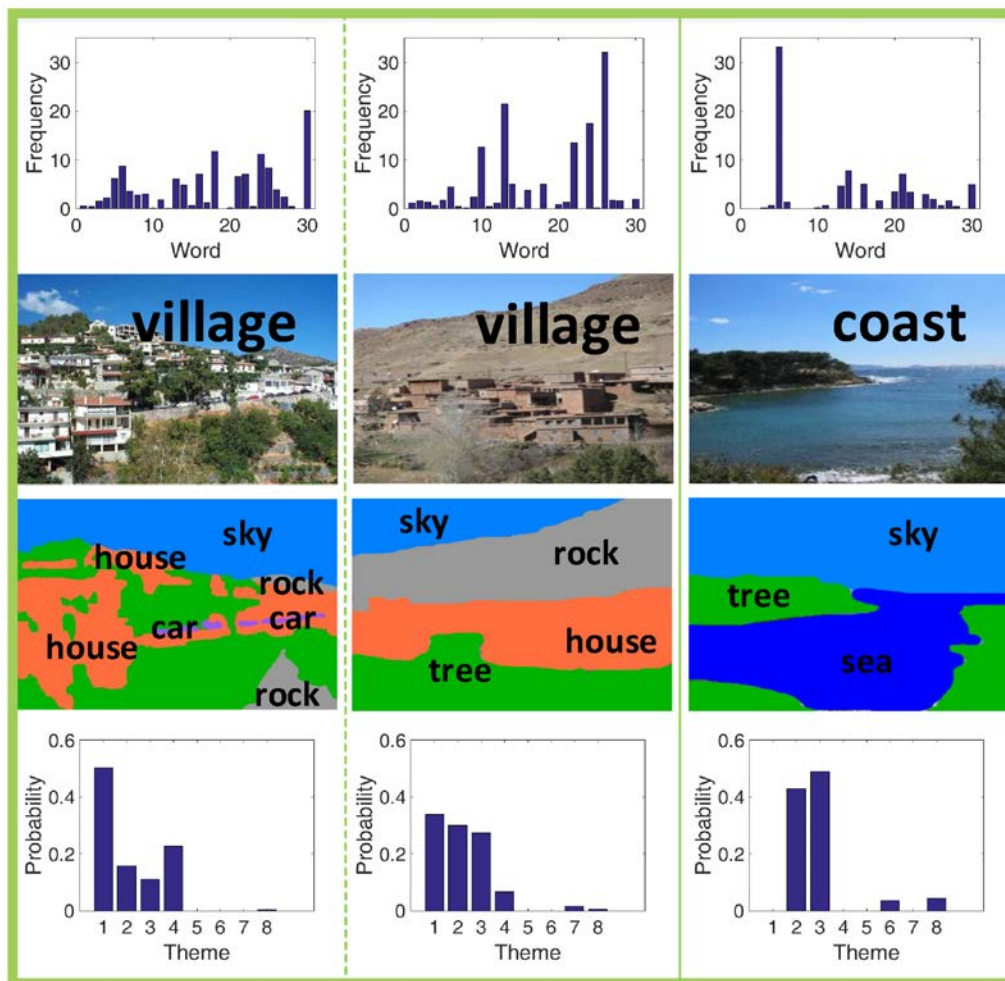 Frequency
30
20
10
0
0 10 20 30
Word
Frequency
30
20
10
0
0 10 20 30
Word
Frequency
30
20
10
0
0 10 20 30
Word
village
village
coast
sky
house
rock
car
car
house
rock
sky
rock
house
tree
sky
tree
sea
Probability
0.6
0.4
0.2
0
1 2 3 4 5 6 7 8
Theme
Probability
0.6
0.4
0.2
0
1 2 3 4 5 6 7 8
Theme
Probability
0.6
0.4
0.2
0
1 2 3 4 5 6 7 8
Theme